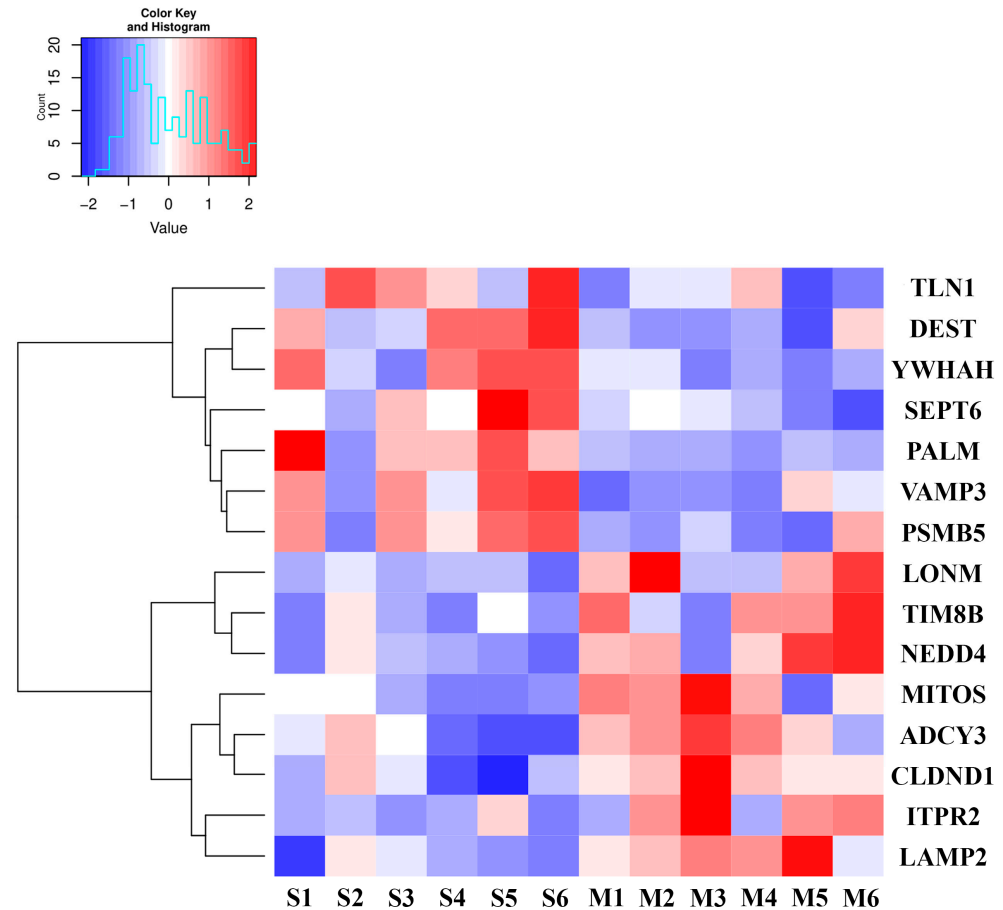 Color Key
and Histogram
Count
0 5 10 15 20
−2 −1 0 1 2
Value
TLN1
DEST
YWHAH
SEPT6
PALM
VAMP3
PSMB5
LONM
TIM8B
NEDD4
MITOS
ADCY3
CLDND1
ITPR2
LAMP2
S1 S2 S3 S4 S5 S6 M1 M2 M3 M4 M5 M6